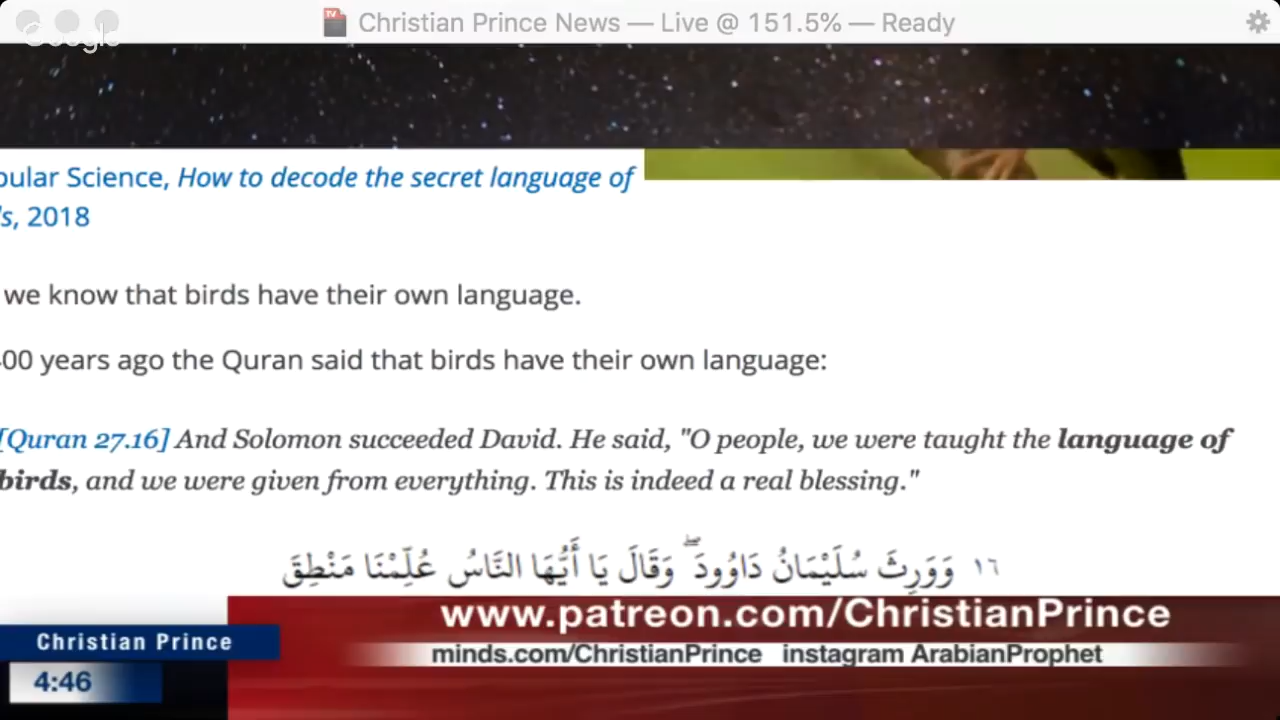 TV
Christian Prince News — Live @ 151.5% — Ready
Google
pular Science, How to decode the secret language of
s, 2018
we know that birds have their own language.
00 years ago the Quran said that birds have their own language:
[Quran 27.16] And Solomon succeeded David. He said, "O people, we were taught the language of
birds, and we were given from everything. This is indeed a real blessing."
١٦ وَوَرِثَ سُلَيْمَانُ دَاوُودَ ۖ وَقَالَ يَا أَيُّهَا النَّاسُ عُلِّمْنَا مَنْطِقَ
www.patreon.com/ChristianPrince
Christian Prince
minds.com/ChristianPrince instagram ArabianProphet
4:46